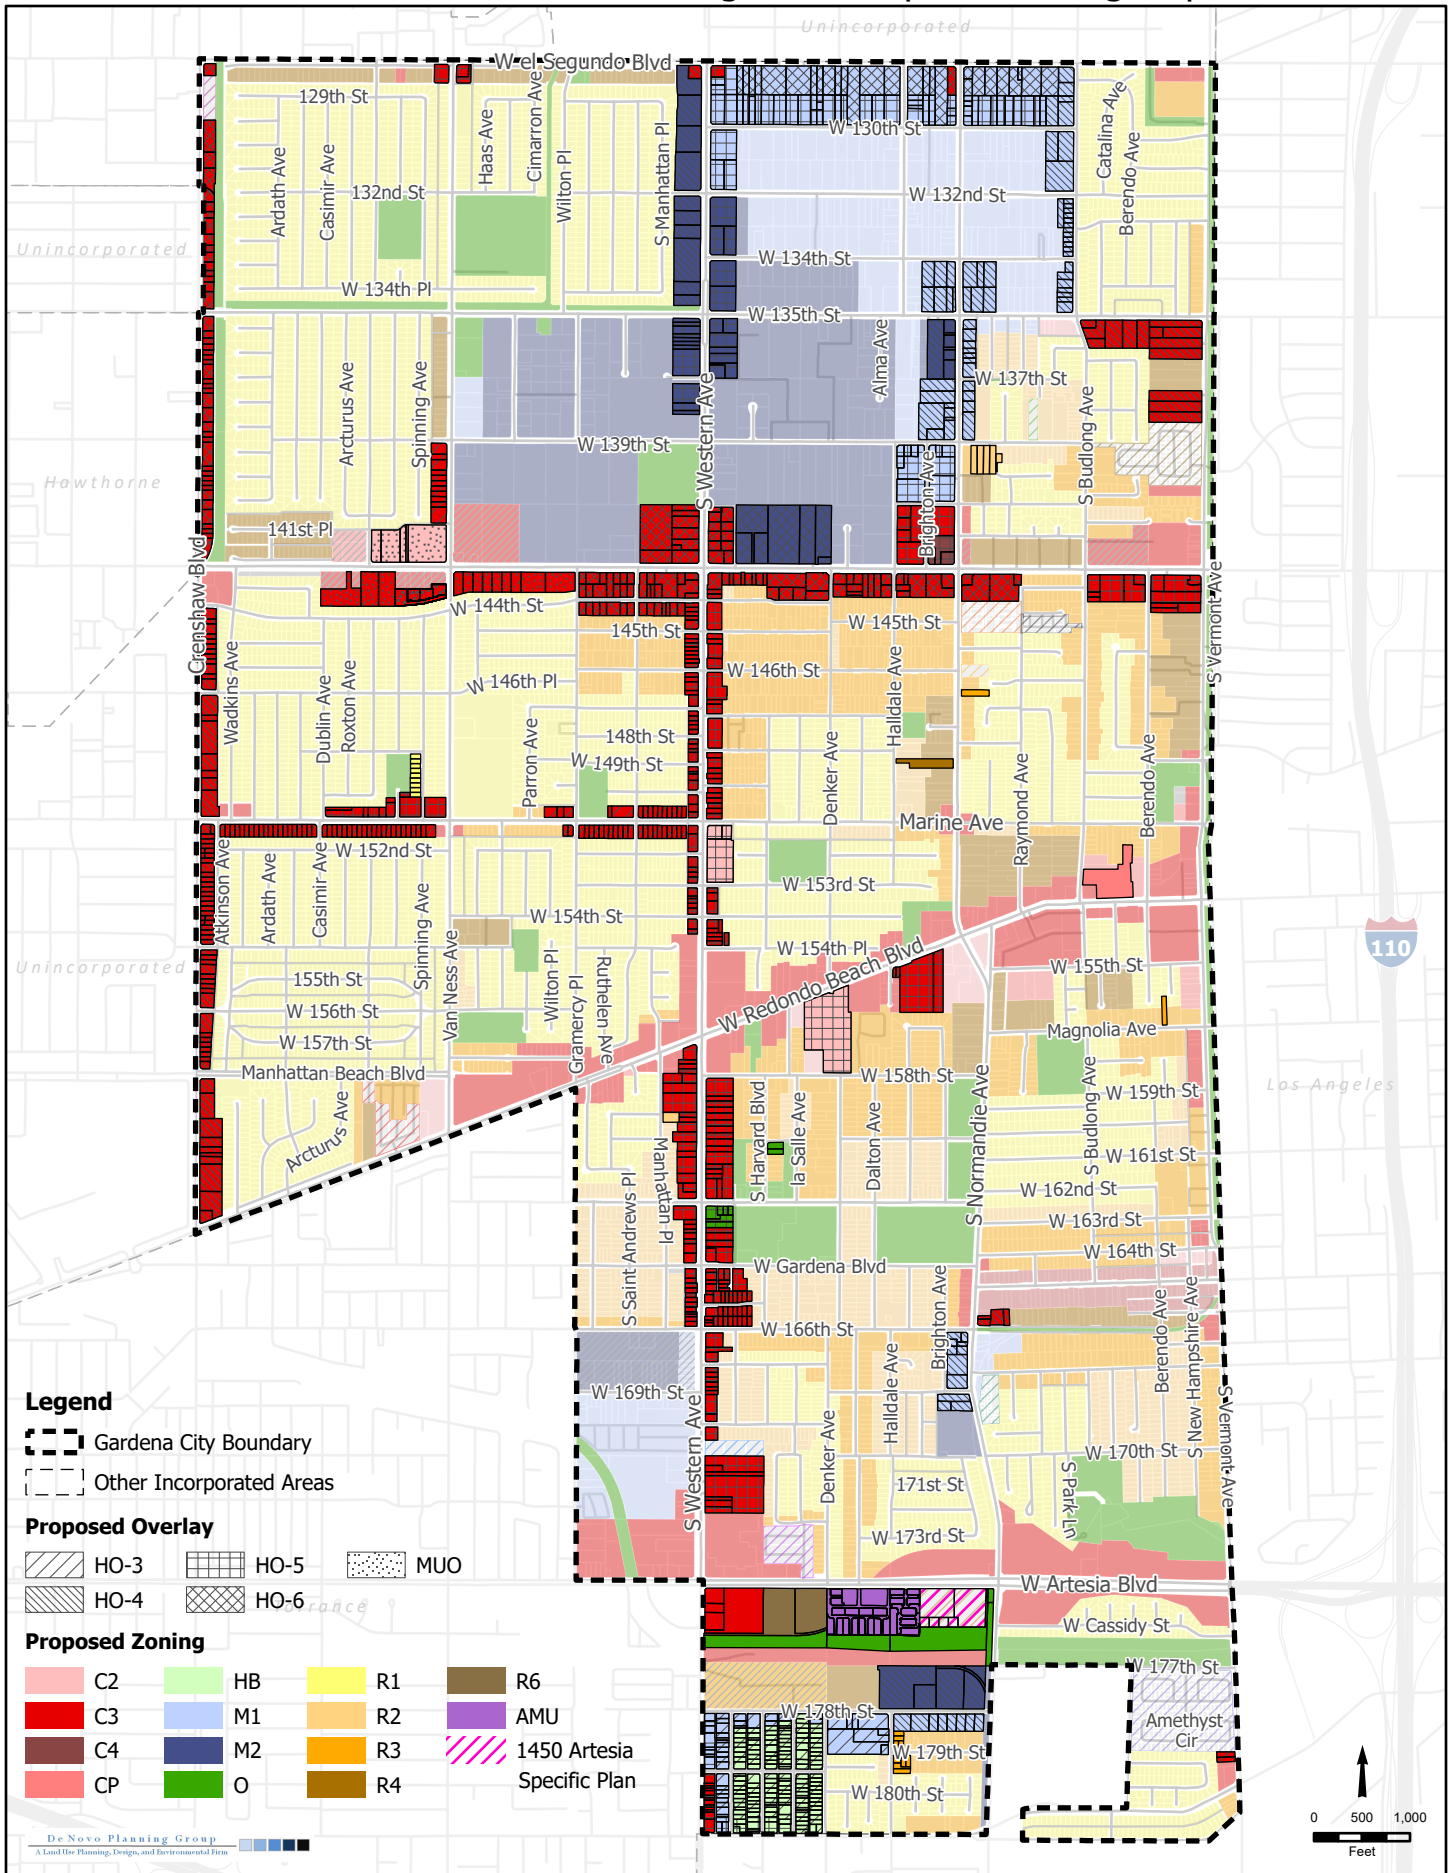 Unincorporated
W el Segundo Blvd
129th St
Haas Ave
Cimarron Ave
Wilton Pl
S Manhattan Pl
W 130th St
Catalina Ave
Berendo Ave
Ardath Ave
Casimir Ave
132nd St
W 132nd St
Unincorporated
W 134th St
W 134th Pl
W 135th St
Alma Ave
Arcturus Ave
Spinning Ave
S Western Ave
W 137th St
S Budlong Ave
W 139th St
Hawthorne
Brighton Ave
141st Pl
Crenshaw Blvd
S Vermont Ave
W 144th St
145th St
W 145th St
Wadkins Ave
W 146th St
W 146th Pl
Halldale Ave
Dublin Ave
Roxton Ave
Parron Ave
148th St
W 149th St
Denker Ave
Raymond Ave
Berendo Ave
Marine Ave
Atkinson Ave
Ardath Ave
Casimir Ave
W 152nd St
W 153rd St
Spinning Ave
W 154th St
Van Ness Ave
W 154th Pl
W Redondo Beach Blvd
110
Unincorporated
155th St
W 155th St
Wilton Pl
Gramercy Pl
Ruthelen Ave
W 156th St
W 157th St
Magnolia Ave
Manhattan Beach Blvd
W 158th St
W 159th St
Los Angeles
Arcturus Ave
Manhattan Pl
S Harvard Blvd
la Salle Ave
Dalton Ave
S Normandie Ave
S Budlong Ave
W 161st St
S Saint Andrews Pl
W 162nd St
W 163rd St
W 164th St
W Gardena Blvd
Brighton Ave
Berendo Ave
S New Hampshire Ave
W 166th St
Halldale Ave
W 169th St
S Western Ave
Denker Ave
W 170th St
S Vermont Ave
171st St
S Park Ln
W 173rd St
W Artesia Blvd
W Cassidy St
W 177th St
W 178th St
Amethyst
Cir
W 179th St
W 180th St
Torrance
Legend
Gardena City Boundary
Other Incorporated Areas
Proposed Overlay
HO-3
HO-5
MUO
HO-4
HO-6
Proposed Zoning
C2
HB
R1
R6
C3
M1
R2
AMU
C4
M2
R3
1450 Artesia
Specific Plan
CP
O
R4
De Novo Planning Group
A Land Use Planning, Design, and Environmental Firm
0 500 1,000
Feet